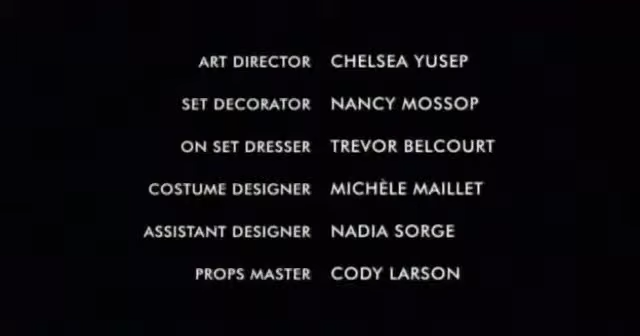 ART DIRECTOR CHELSEA YUSEP
SET DECORATOR NANCY MOSSOP
ON SET DRESSER TREVOR BELCOURT
COSTUME DESIGNER MICHÈLE MAILLET
ASSISTANT DESIGNER NADIA SORGE
PROPS MASTER CODY LARSON